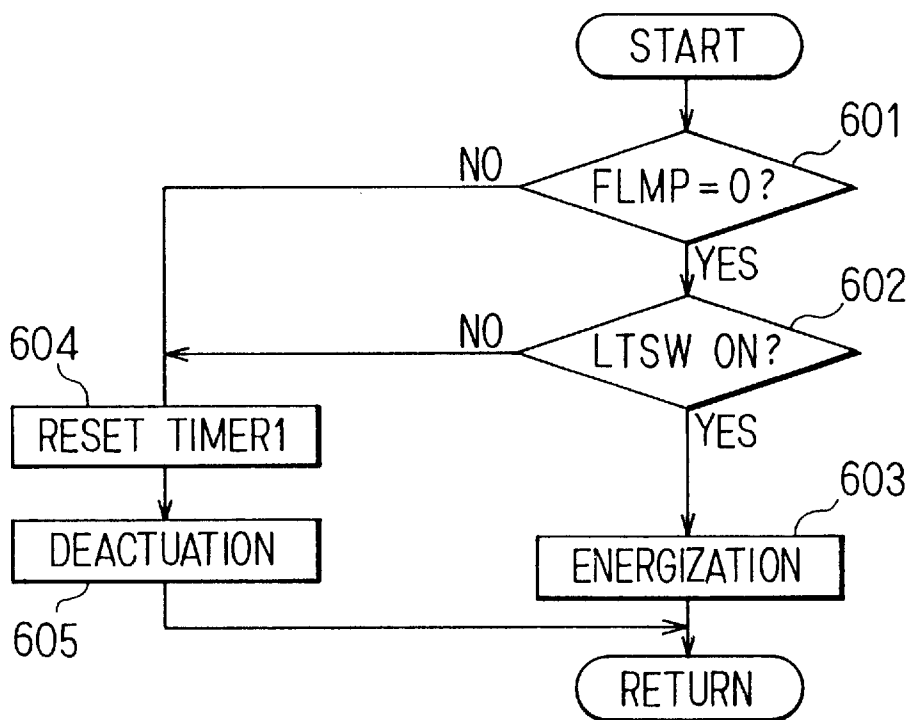 START
601
NO
FLMP=0?
YES
602
NO
LTSW ON?
604
RESET TIMER1
YES
603
DEACTUATION
ENERGIZATION
605
RETURN